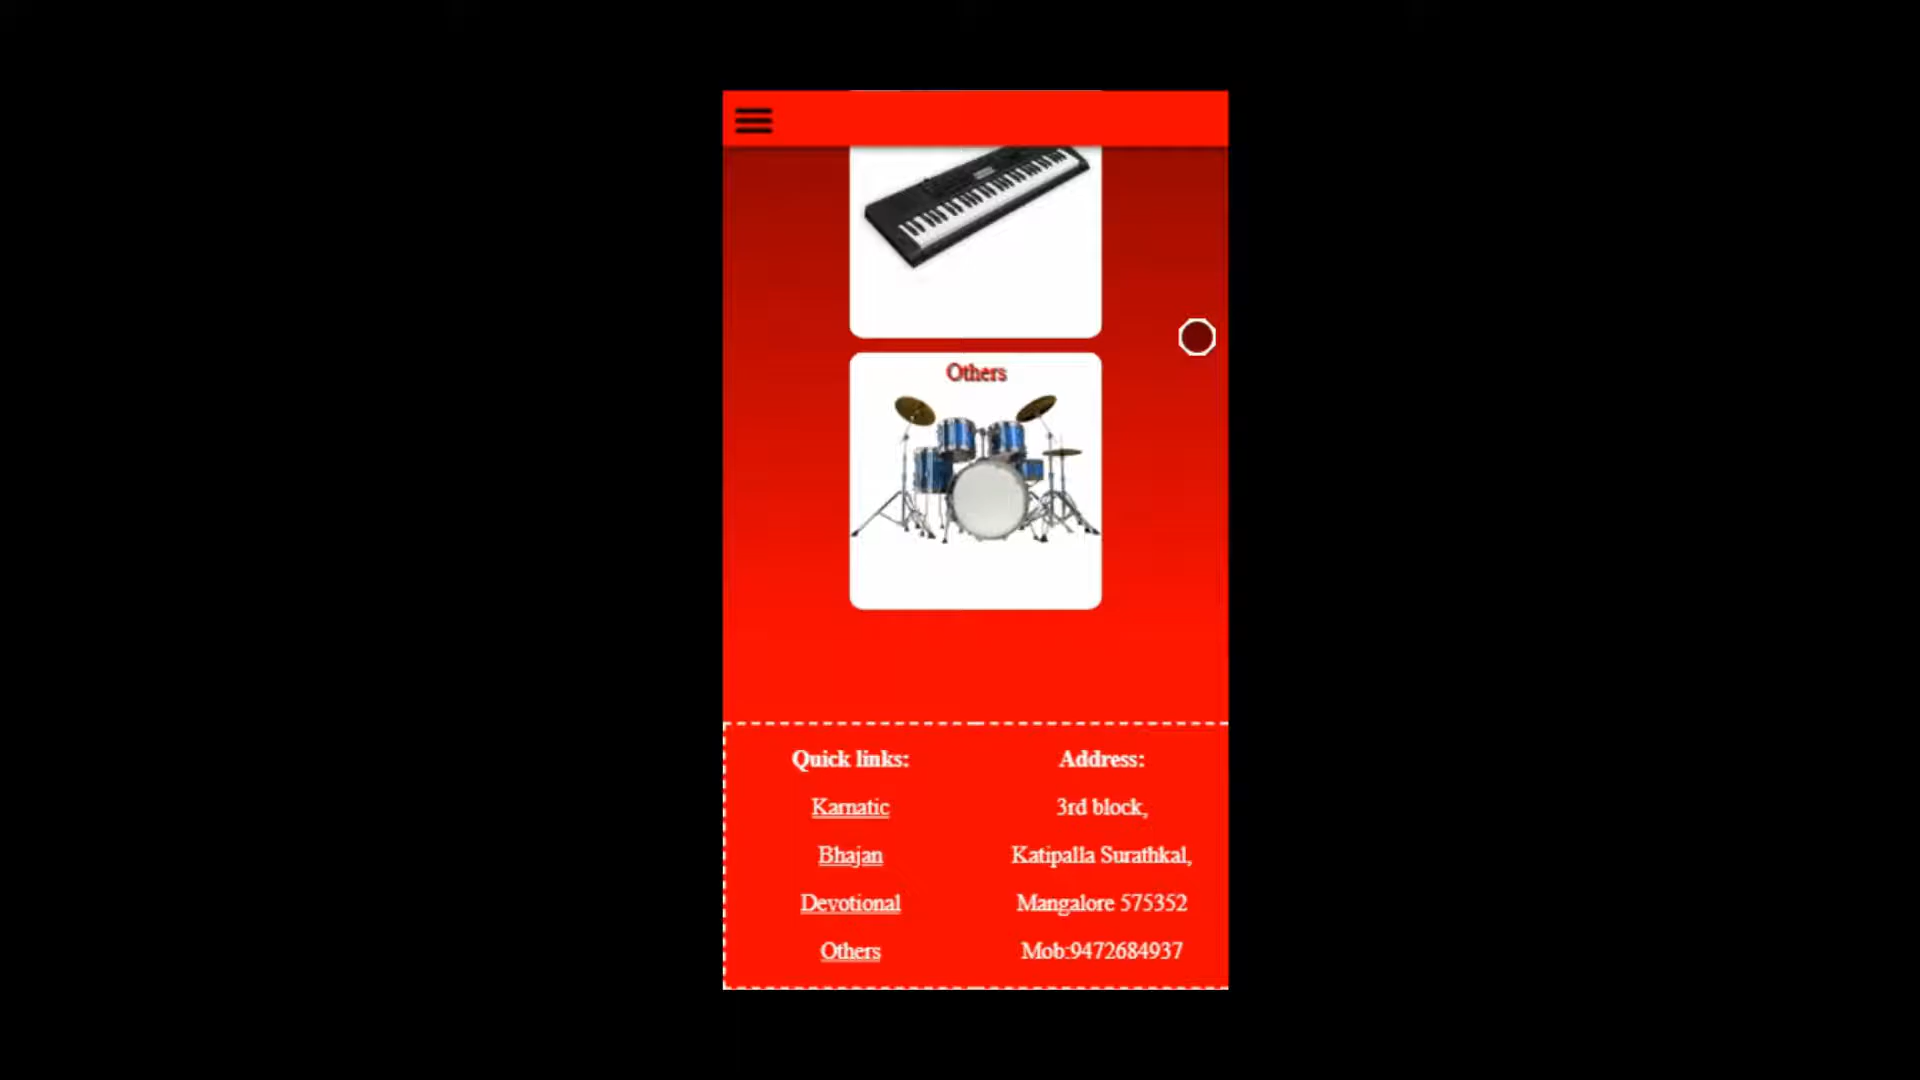 Others
Quick links:
Karnatic
Bhajan
Devotional
Others
Address:
3rd block,
Katipalla Surathkal,
Mangalore 575352
Mob:9472684937